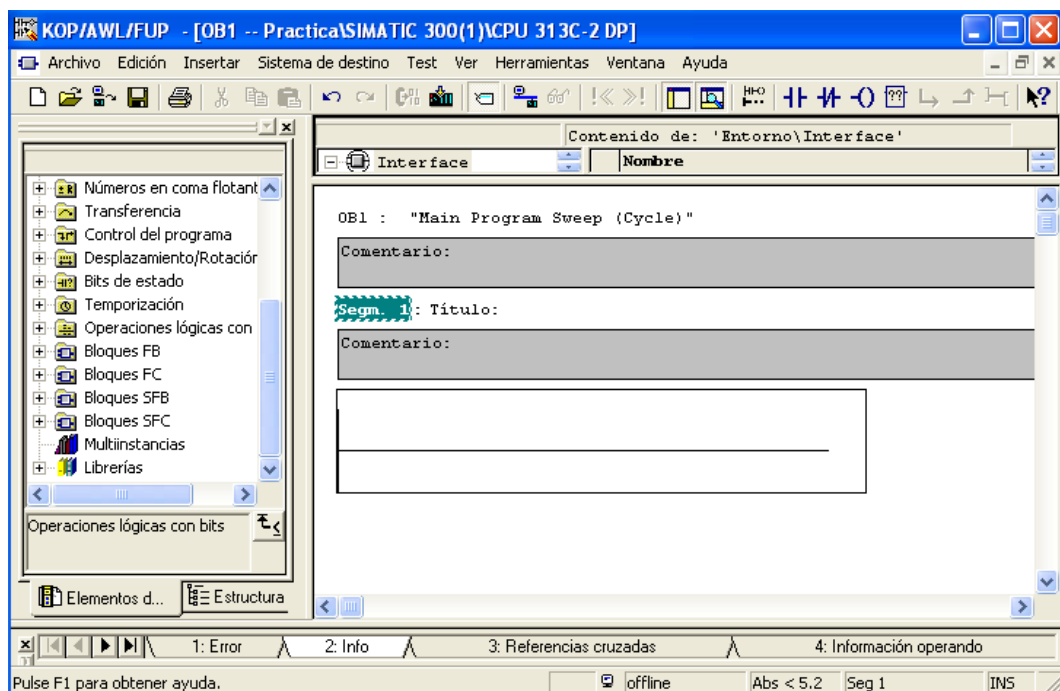 KOP/AWL/FUP - [OB1 -- Practica\SIMATIC 300(1)\CPU 313C-2 DP]
Archivo Edición Insertar Sistema de destino Test Ver Herramientas Ventana Ayuda
Contenido de: 'Entorno\Interface'
Interface
Nombre
Números en coma flotant
Transferencia
Control del programa
Desplazamiento/Rotación
Bits de estado
Temporización
Operaciones lógicas con
Bloques FB
Bloques FC
Bloques SFB
Bloques SFC
Multiinstancias
Librerías
Operaciones lógicas con bits
Elementos d...
Estructura
OB1 : "Main Program Sweep (Cycle)"
Comentario:
Segm. 1: Título:
Comentario:
1: Error
2: Info
3: Referencias cruzadas
4: Información operando
Pulse F1 para obtener ayuda.
offline
Abs < 5.2
Seg 1
INS